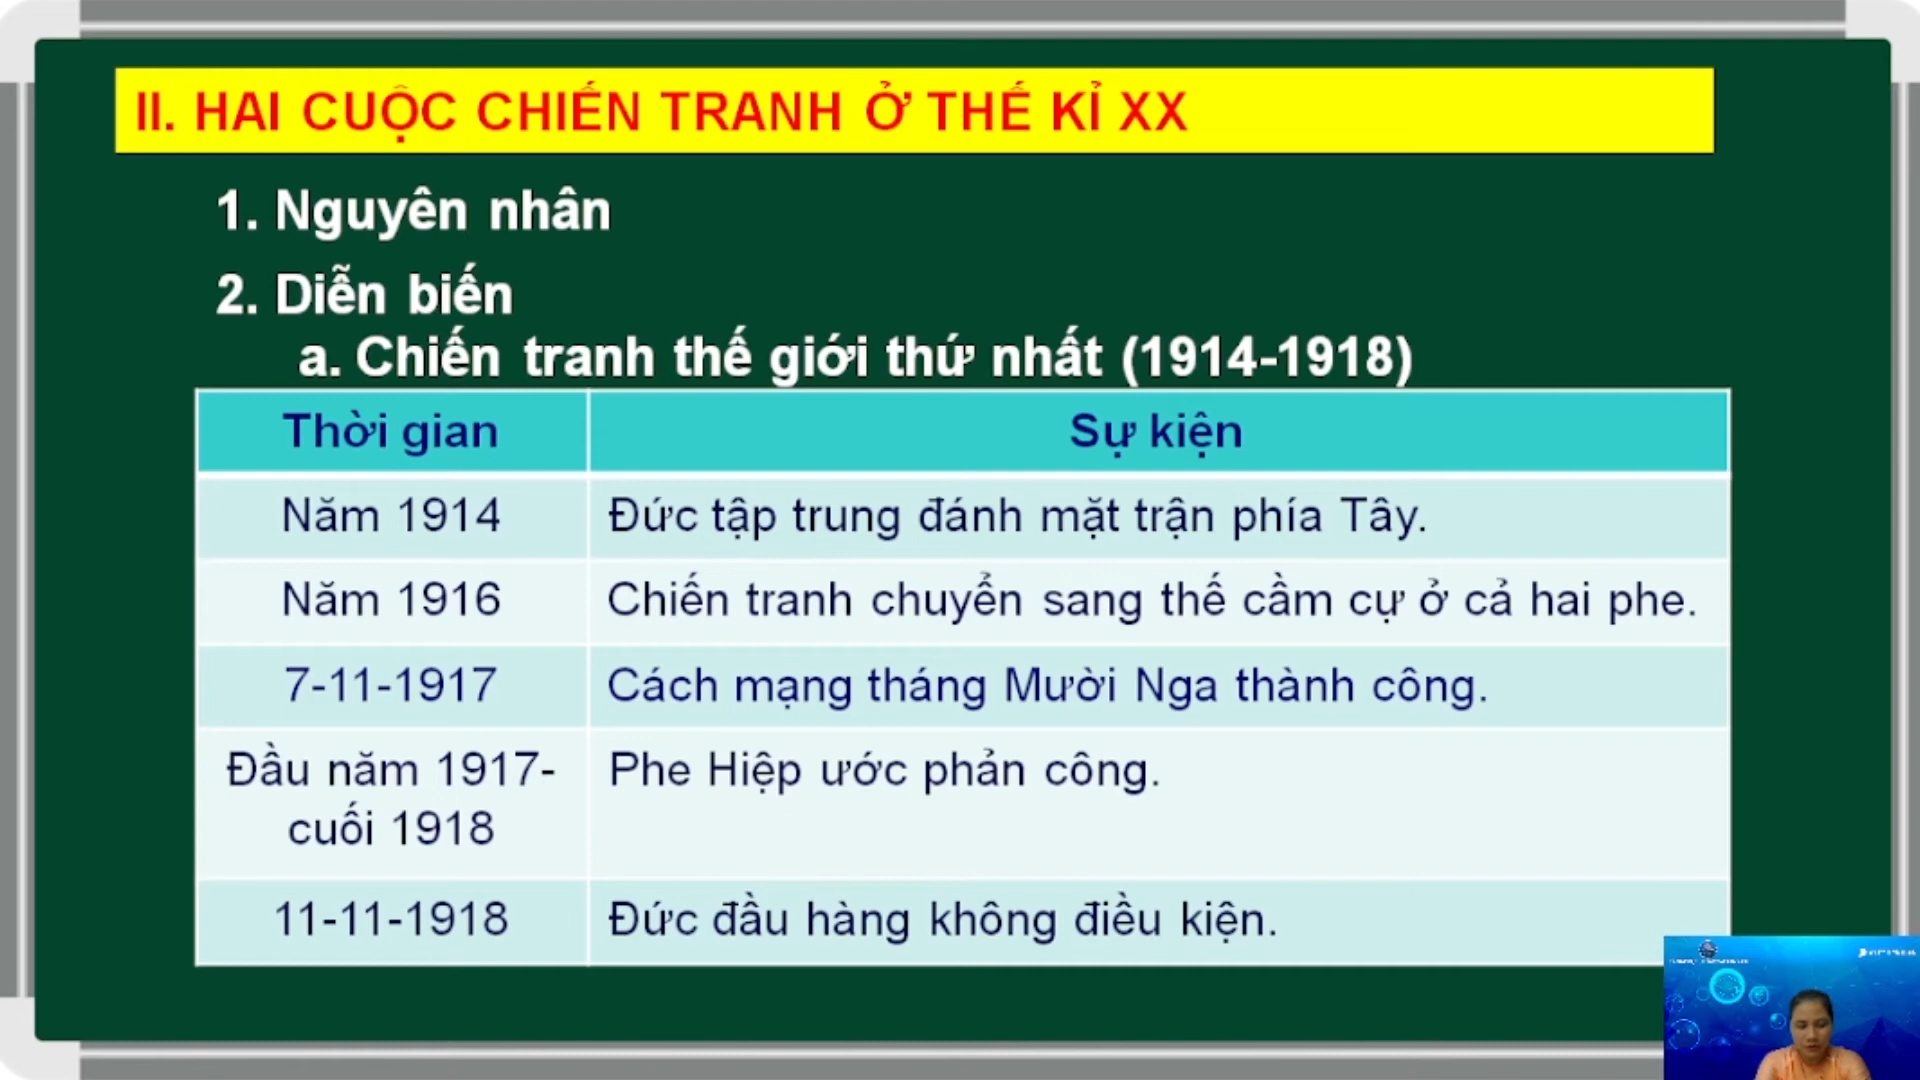 II. HAI CUỘC CHIẾN TRANH Ở THẾ KỈ XX
1. Nguyên nhân
2. Diễn biến
a. Chiến tranh thế giới thứ nhất (1914-1918)
Thời gian Sự kiện
Năm 1914 Đức tập trung đánh mặt trận phía Tây.
Năm 1916 Chiến tranh chuyển sang thế cầm cự ở cả hai phe.
7-11-1917 Cách mạng tháng Mười Nga thành công.
Đầu năm 1917- Phe Hiệp ước phản công.
cuối 1918
11-11-1918 Đức đầu hàng không điều kiện.